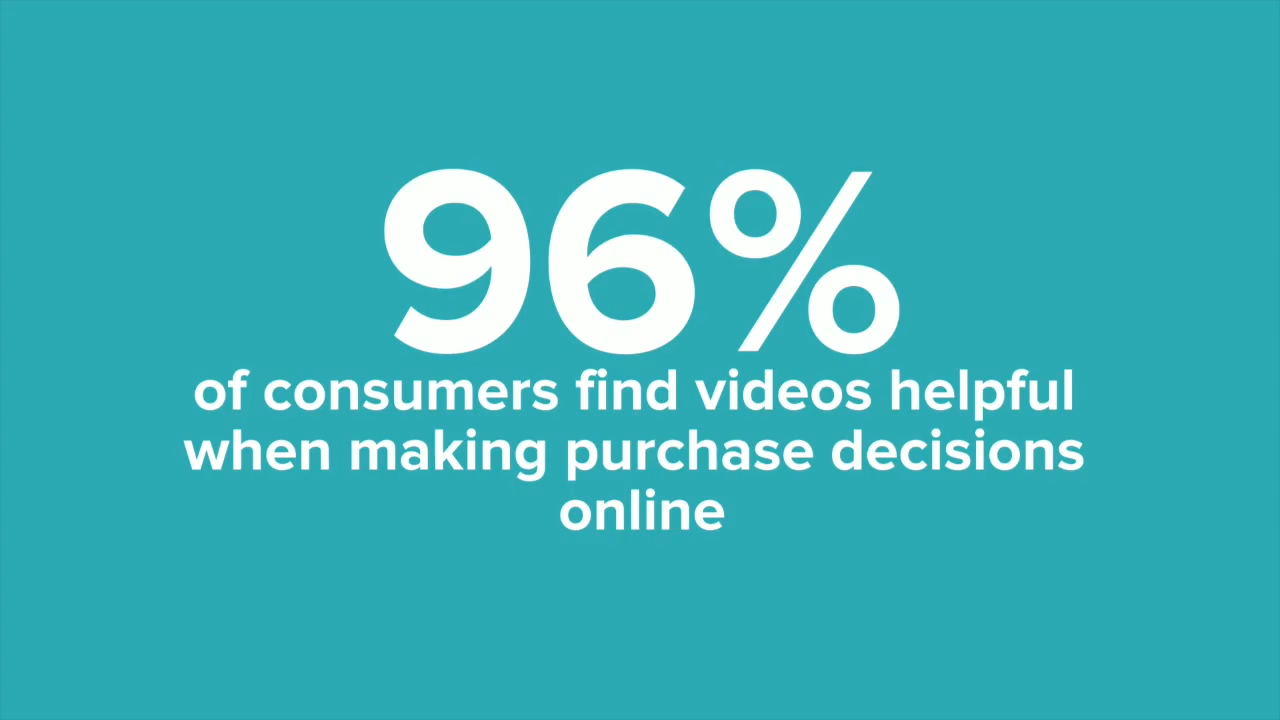 96%
of consumers find videos helpful
when making purchase decisions
online